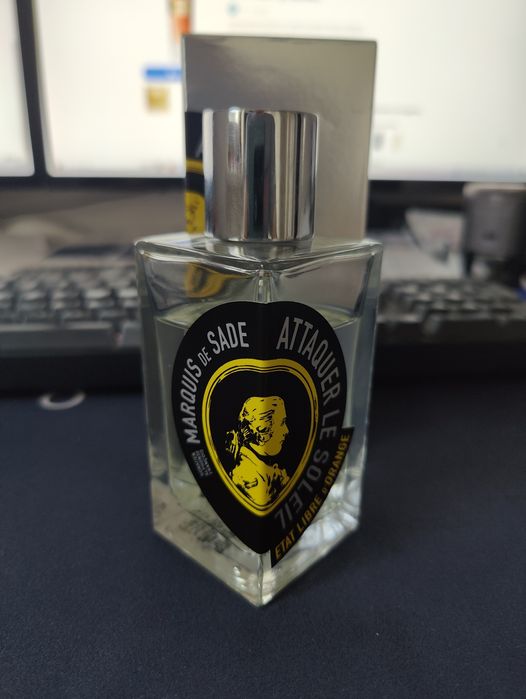 MARQUIS DE SADE
ATTAQUER LE SOLEIL
ETAT LIBRE D'ORANGE